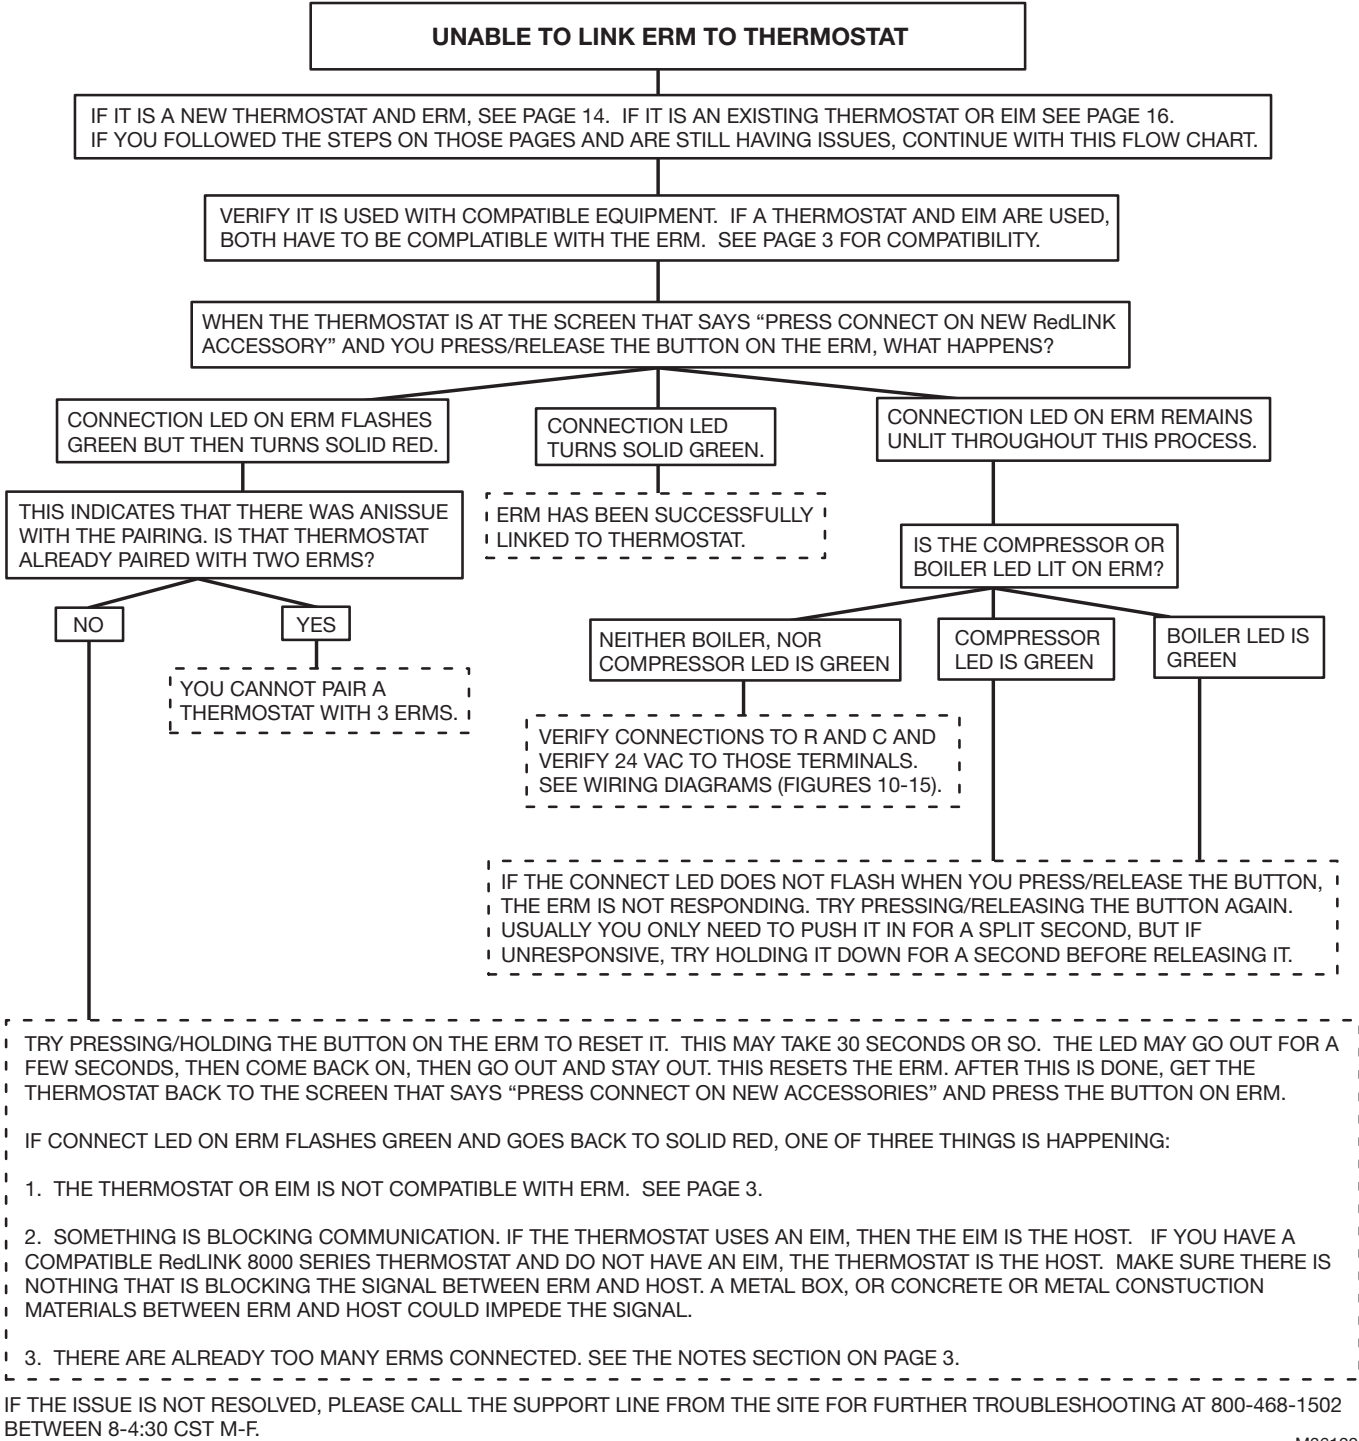 UNABLE TO LINK ERM TO THERMOSTAT
IF IT IS A NEW THERMOSTAT AND ERM, SEE PAGE 14. IF IT IS AN EXISTING THERMOSTAT OR EIM SEE PAGE 16.
IF YOU FOLLOWED THE STEPS ON THOSE PAGES AND ARE STILL HAVING ISSUES, CONTINUE WITH THIS FLOW CHART.
VERIFY IT IS USED WITH COMPATIBLE EQUIPMENT. IF A THERMOSTAT AND EIM ARE USED,
BOTH HAVE TO BE COMPLATIBLE WITH THE ERM. SEE PAGE 3 FOR COMPATIBILITY.
WHEN THE THERMOSTAT IS AT THE SCREEN THAT SAYS “PRESS CONNECT ON NEW RedLINK
ACCESSORY” AND YOU PRESS/RELEASE THE BUTTON ON THE ERM, WHAT HAPPENS?
CONNECTION LED ON ERM FLASHES
GREEN BUT THEN TURNS SOLID RED.
CONNECTION LED
TURNS SOLID GREEN.
CONNECTION LED ON ERM REMAINS
UNLIT THROUGHOUT THIS PROCESS.
THIS INDICATES THAT THERE WAS ANISSUE
WITH THE PAIRING. IS THAT THERMOSTAT
ALREADY PAIRED WITH TWO ERMS?
ERM HAS BEEN SUCCESSFULLY
LINKED TO THERMOSTAT.
IS THE COMPRESSOR OR
BOILER LED LIT ON ERM?
NO
YES
NEITHER BOILER, NOR
COMPRESSOR LED IS GREEN
COMPRESSOR
LED IS GREEN
BOILER LED IS
GREEN
YOU CANNOT PAIR A
THERMOSTAT WITH 3 ERMS.
VERIFY CONNECTIONS TO R AND C AND
VERIFY 24 VAC TO THOSE TERMINALS.
SEE WIRING DIAGRAMS (FIGURES 10-15).
IF THE CONNECT LED DOES NOT FLASH WHEN YOU PRESS/RELEASE THE BUTTON,
THE ERM IS NOT RESPONDING. TRY PRESSING/RELEASING THE BUTTON AGAIN.
USUALLY YOU ONLY NEED TO PUSH IT IN FOR A SPLIT SECOND, BUT IF
UNRESPONSIVE, TRY HOLDING IT DOWN FOR A SECOND BEFORE RELEASING IT.
TRY PRESSING/HOLDING THE BUTTON ON THE ERM TO RESET IT. THIS MAY TAKE 30 SECONDS OR SO. THE LED MAY GO OUT FOR A
FEW SECONDS, THEN COME BACK ON, THEN GO OUT AND STAY OUT. THIS RESETS THE ERM. AFTER THIS IS DONE, GET THE
THERMOSTAT BACK TO THE SCREEN THAT SAYS “PRESS CONNECT ON NEW ACCESSORIES” AND PRESS THE BUTTON ON ERM.
IF CONNECT LED ON ERM FLASHES GREEN AND GOES BACK TO SOLID RED, ONE OF THREE THINGS IS HAPPENING:
1. THE THERMOSTAT OR EIM IS NOT COMPATIBLE WITH ERM. SEE PAGE 3.
2. SOMETHING IS BLOCKING COMMUNICATION. IF THE THERMOSTAT USES AN EIM, THEN THE EIM IS THE HOST. IF YOU HAVE A
COMPATIBLE RedLINK 8000 SERIES THERMOSTAT AND DO NOT HAVE AN EIM, THE THERMOSTAT IS THE HOST. MAKE SURE THERE IS
NOTHING THAT IS BLOCKING THE SIGNAL BETWEEN ERM AND HOST. A METAL BOX, OR CONCRETE OR METAL CONSTUCTION
MATERIALS BETWEEN ERM AND HOST COULD IMPEDE THE SIGNAL.
3. THERE ARE ALREADY TOO MANY ERMS CONNECTED. SEE THE NOTES SECTION ON PAGE 3.
IF THE ISSUE IS NOT RESOLVED, PLEASE CALL THE SUPPORT LINE FROM THE SITE FOR FURTHER TROUBLESHOOTING AT 800-468-1502
BETWEEN 8-4:30 CST M-F.